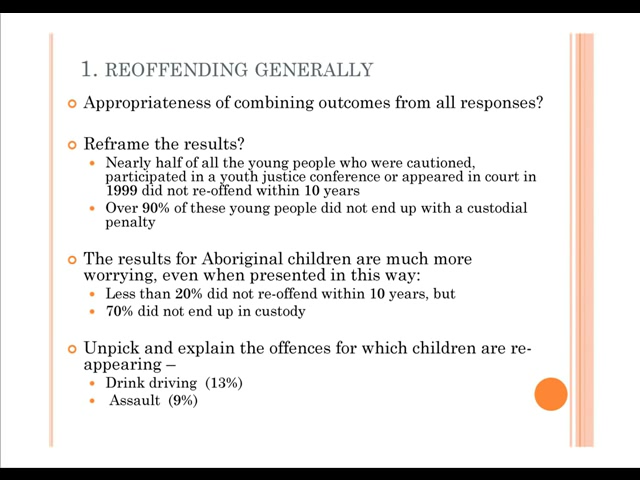 1. REOFFENDING GENERALLY
Appropriateness of combining outcomes from all responses?
Reframe the results?
Nearly half of all the young people who were cautioned,
participated in a youth justice conference or appeared in court in
1999 did not re-offend within 10 years
Over 90% of these young people did not end up with a custodial
penalty
The results for Aboriginal children are much more
worrying, even when presented in this way:
Less than 20% did not re-offend within 10 years, but
70% did not end up in custody
Unpick and explain the offences for which children are re-
appearing –
Drink driving (13%)
Assault (9%)